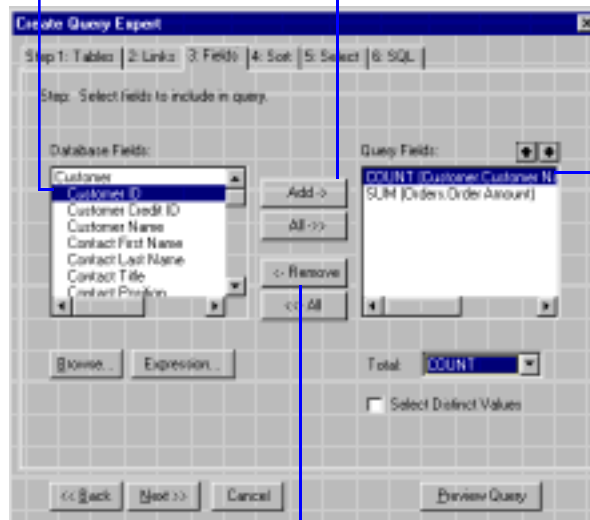 Create Query Expert
Step 1: Tables 2: Links 3: Fields 4: Sort 5: Select 6: SQL
Step: Select fields to include in query.
Database Fields: Query Fields:
Customer
Customer ID
Customer Credit ID
Customer Name
Contact First Name
Contact Last Name
Contact Title
Contact Position
Add ->
All ->>
<- Remove
<<- All
COUNT (Customer.Customer N
SUM (Orders.Order Amount)
Browse... Expression...
Total: COUNT
Select Distinct Values
<< Back Next >> Cancel Preview Query